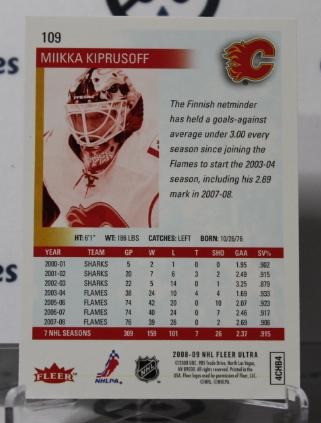 109
MIIKKA KIPRUSOFF
The Finnish netminder
has held a goals-against
average under 3.00 every
season since joining the
Flames to start the 2003-04
season, including his 2.69
mark in 2007-08.
HT: 6'1" WT: 186 LBS CATCHES: LEFT BORN: 10/26/76
YEAR TEAM GP W L T SHO GAA SV%
2000-01 SHARKS 5 2 1 0 0 1.95 .902
2001-02 SHARKS 20 7 6 3 2 2.49 .915
2002-03 SHARKS 22 5 14 0 1 3.25 .879
2003-04 FLAMES 38 24 10 4 4 1.69 .933
2005-06 FLAMES 74 42 20 0 10 2.07 .923
2006-07 FLAMES 74 40 24 0 7 2.46 .917
2007-08 FLAMES 76 39 26 0 2 2.69 .906
7 NHL SEASONS 309 159 101 7 26 2.37 .915
FLEER
NHLPA
NHL
2008-09 NHL FLEER ULTRA
4CHB4